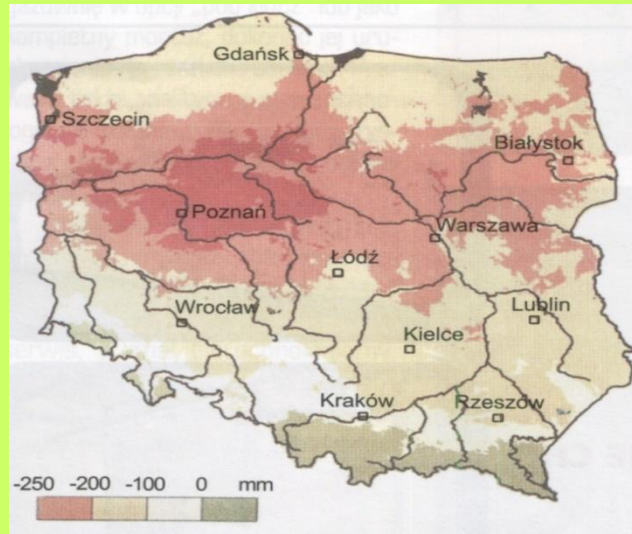 Gdańsk
Szczecin
Białystok
Poznań
Warszawa
Łódź
Wrocław
Lublin
Kielce
Kraków
Rzeszów
-250 -200 -100 0 mm